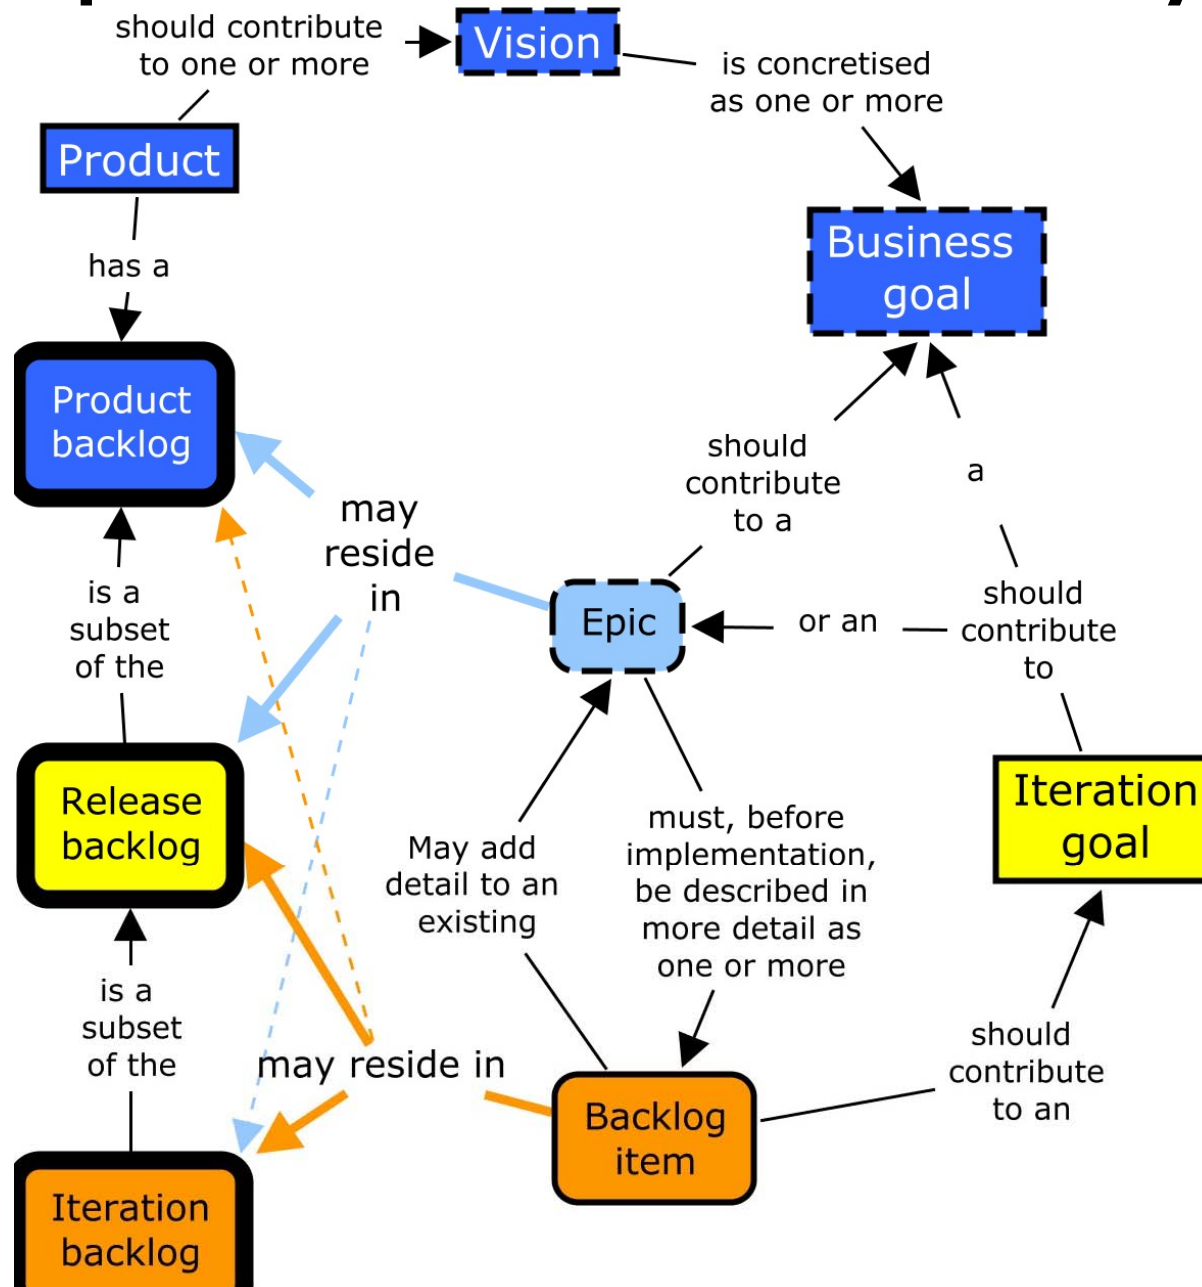 should contribute
to one or more
Vision
is concretised
as one or more
Product
has a
Business
goal
Product
backlog
should
contribute
to a
a
may
reside
in
is a
subset
of the
Epic
or an
should
contribute
to
Release
backlog
Iteration
goal
May add
detail to an
existing
must, before
implementation,
be described in
more detail as
one or more
is a
subset
of the
may reside in
should
contribute
to an
Backlog
item
Iteration
backlog